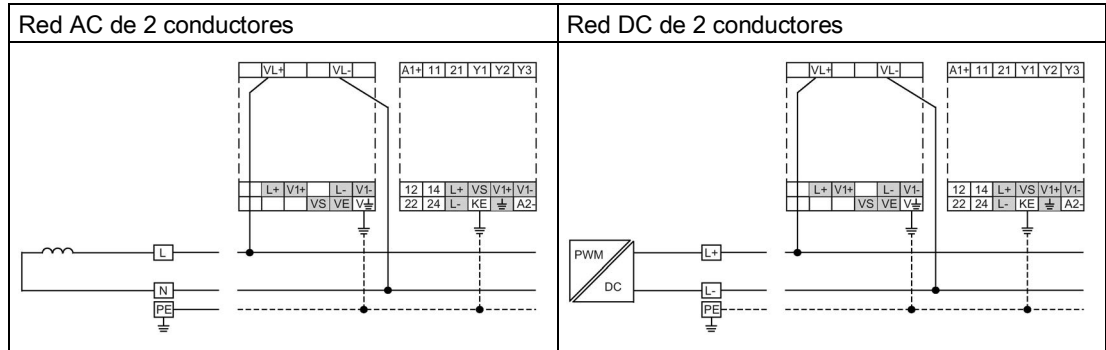 Red AC de 2 conductores
VL+ VL-
A1+ 11 21 Y1 Y2 Y3
L+ V1+ L- V1-
VS VE V⏚
12 14 L+ VS V1+ V1-
22 24 L- KE ⏚ A2-
L
N
PE
Red DC de 2 conductores
VL+ VL-
A1+ 11 21 Y1 Y2 Y3
L+ V1+ L- V1-
VS VE V⏚
12 14 L+ VS V1+ V1-
22 24 L- KE ⏚ A2-
PWM
DC
L+
L-
PE